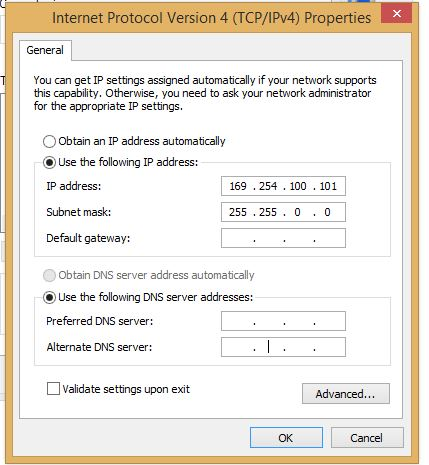 Internet Protocol Version 4 (TCP/IPv4) Properties
General
You can get IP settings assigned automatically if your network supports
this capability. Otherwise, you need to ask your network administrator
for the appropriate IP settings.
Obtain an IP address automatically
Use the following IP address:
IP address: 169 . 254 . 100 . 101
Subnet mask: 255 . 255 . 0 . 0
Default gateway: . . .
Obtain DNS server address automatically
Use the following DNS server addresses:
Preferred DNS server: . . .
Alternate DNS server: . . .
Validate settings upon exit
Advanced...
OK Cancel